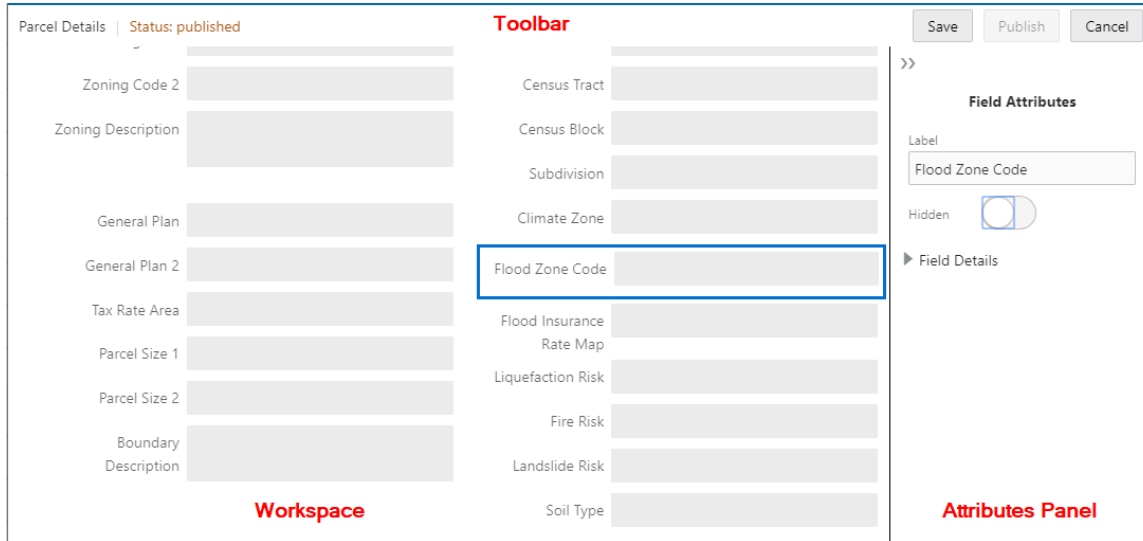 Parcel Details | Status: published
Toolbar
Save
Publish
Cancel
Zoning Code 2
Zoning Description
General Plan
General Plan 2
Tax Rate Area
Parcel Size 1
Parcel Size 2
Boundary
Description
Workspace
Census Tract
Census Block
Subdivision
Climate Zone
Flood Zone Code
Flood Insurance
Rate Map
Liquefaction Risk
Fire Risk
Landslide Risk
Soil Type
Field Attributes
Label
Flood Zone Code
Hidden
Field Details
Attributes Panel